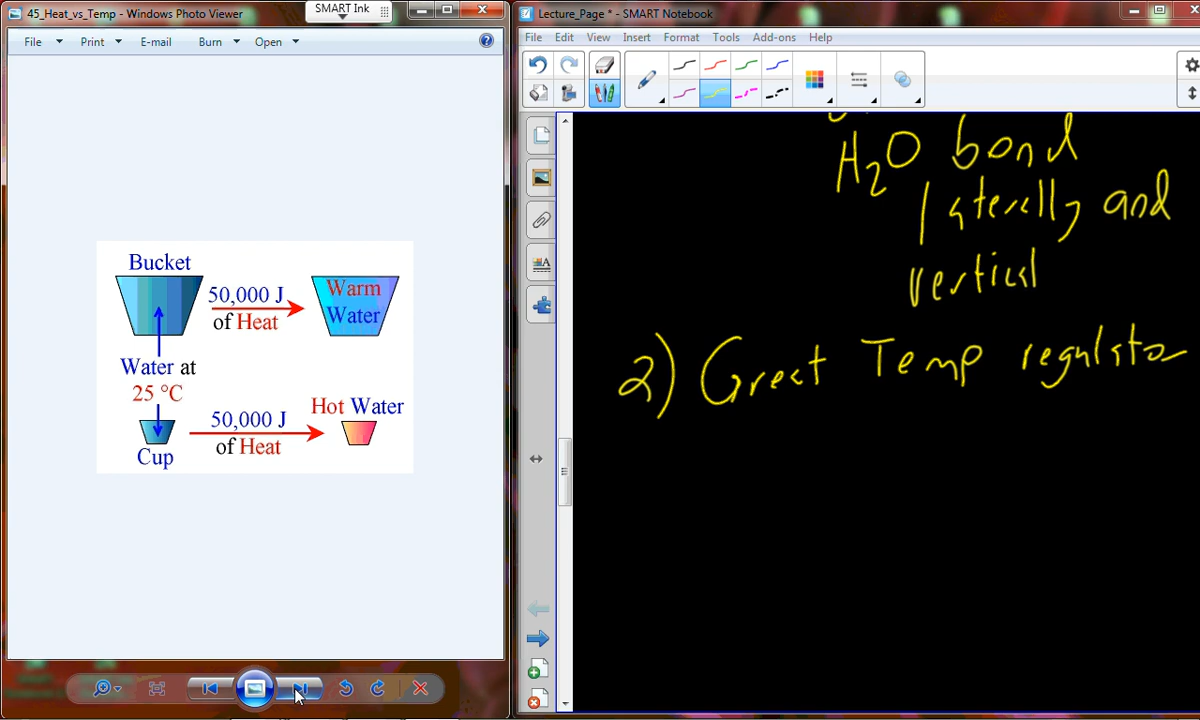 45_Heat_vs_Temp - Windows Photo Viewer
SMART Ink
File Print E-mail Burn Open
Bucket
50,000 J
of Heat
Warm
Water
Water at
25 °C
50,000 J
of Heat
Hot Water
Cup
Lecture_Page * - SMART Notebook
File Edit View Insert Format Tools Add-ons Help
H2O bond
laterally and
vertical
2) Great Temp regulator